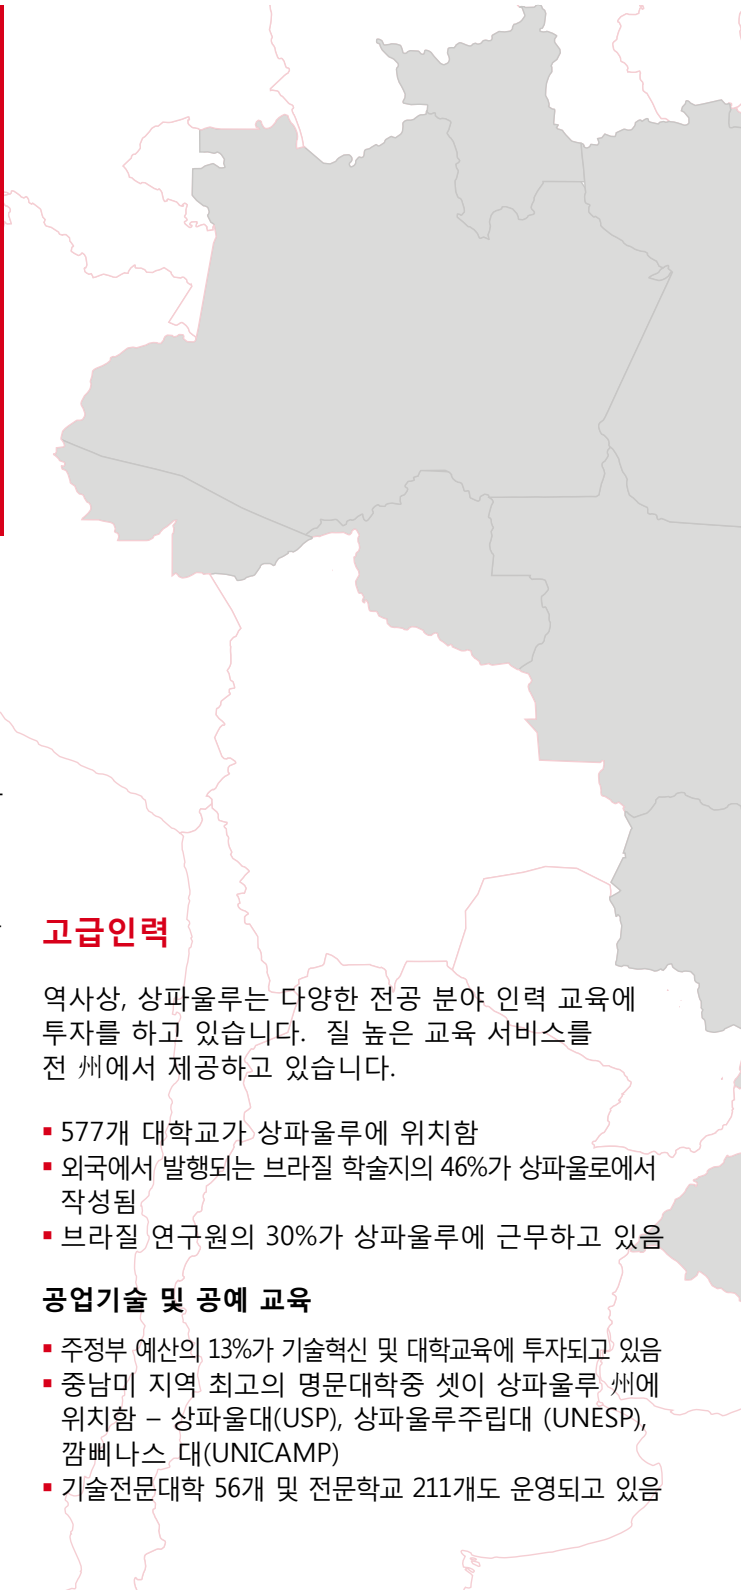 고급인력
역사상, 상파울루는 다양한 전공 분야 인력 교육에
투자를 하고 있습니다. 질 높은 교육 서비스를
전 州에서 제공하고 있습니다.
▪ 577개 대학교가 상파울루에 위치함
▪ 외국에서 발행되는 브라질 학술지의 46%가 상파울로에서
작성됨
▪ 브라질 연구원의 30%가 상파울루에 근무하고 있음
공업기술 및 공예 교육
▪ 주정부 예산의 13%가 기술혁신 및 대학교육에 투자되고 있음
▪ 중남미 지역 최고의 명문대학중 셋이 상파울루 州에
위치함 – 상파울대(USP), 상파울루주립대 (UNESP),
깜삐나스 대(UNICAMP)
▪ 기술전문대학 56개 및 전문학교 211개도 운영되고 있음